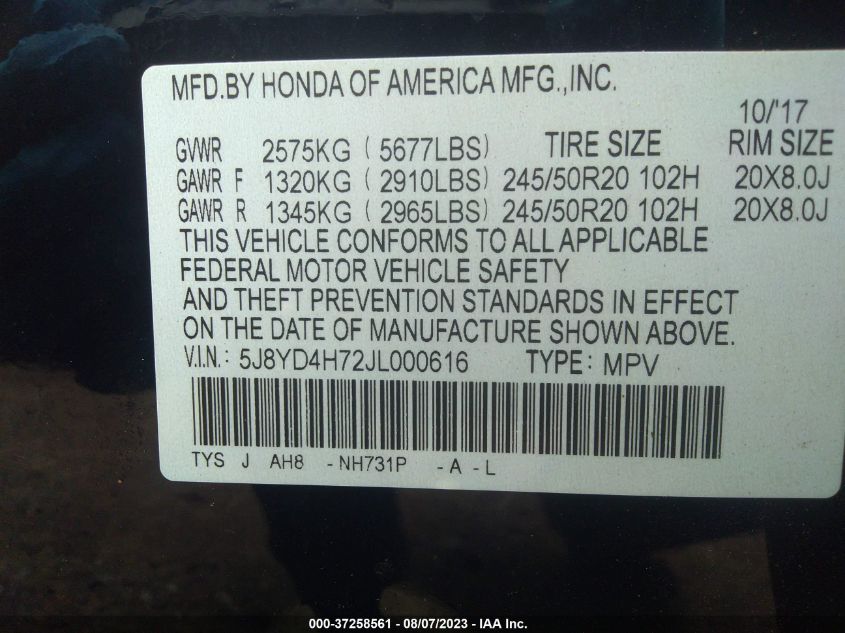 MFD.BY HONDA OF AMERICA MFG.,INC.
10/'17
GVWR 2575KG (5677LBS) TIRE SIZE RIM SIZE
GAWR F 1320KG (2910LBS) 245/50R20 102H 20X8.0J
GAWR R 1345KG (2965LBS) 245/50R20 102H 20X8.0J
THIS VEHICLE CONFORMS TO ALL APPLICABLE
FEDERAL MOTOR VEHICLE SAFETY
AND THEFT PREVENTION STANDARDS IN EFFECT
ON THE DATE OF MANUFACTURE SHOWN ABOVE.
V.I.N.: 5J8YD4H72JL000616 TYPE: MPV
TYS J AH8 -NH731P -A -L
000-37258561 — 08/07/2023 - IAA Inc.